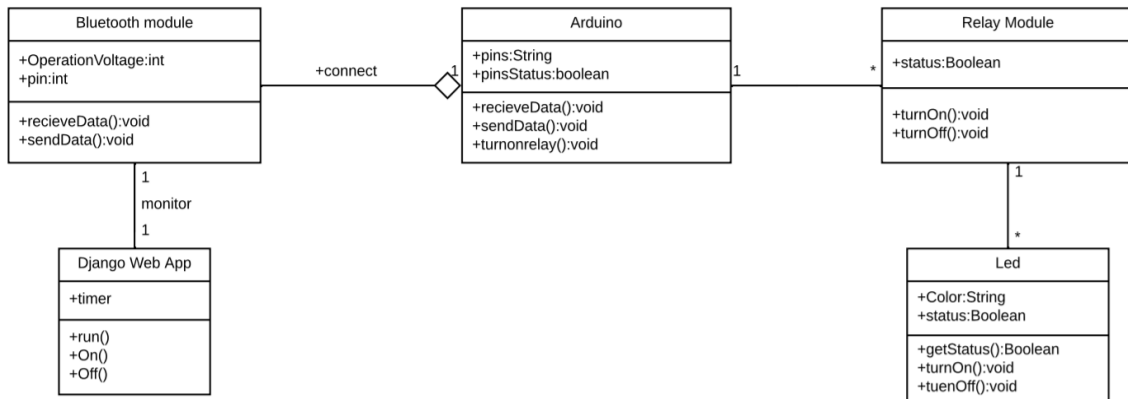 Bluetooth module
+OperationVoltage:int
+pin:int
+recieveData():void
+sendData():void
+connect
1
Arduino
+pins:String
+pinsStatus:boolean
+recieveData():void
+sendData():void
+turnonrelay():void
1
*
Relay Module
+status:Boolean
+turnOn():void
+turnOff():void
1
monitor
1
Django Web App
+timer
+run()
+On()
+Off()
1
*
Led
+Color:String
+status:Boolean
+getStatus():Boolean
+turnOn():void
+tuenOff():void